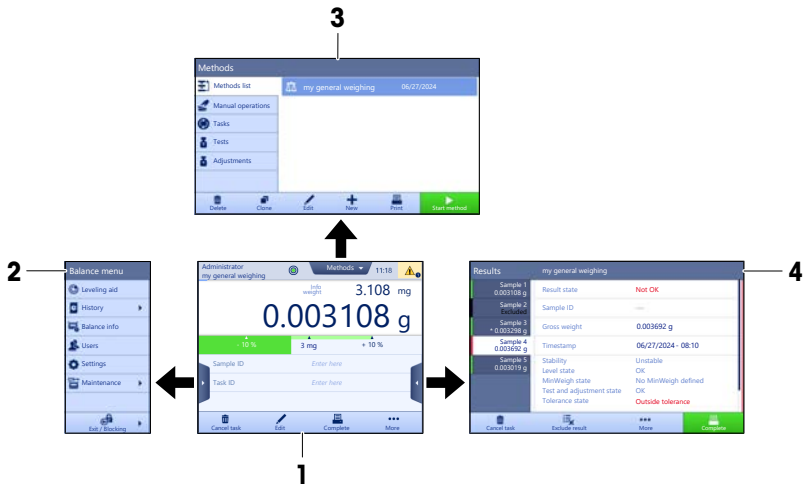 3
Methods
Methods list
my general weighing 06/27/2024
Manual operations
Tasks
Tests
Adjustments
Delete Clone Edit New Print Start method
2
Balance menu
Leveling aid
History
Balance info
Users
Settings
Maintenance
Exit / Blocking
Administrator
my general weighing
Methods 11:18
Info
weight 3.108 mg
0.003108 g
- 10 % 3 mg + 10 %
Sample ID Enter here
Task ID Enter here
Cancel task Edit Complete More
1
4
Results my general weighing
Sample 1
0.003108 g
Sample 2
Excluded
Sample 3
* 0.003298 g
Sample 4
0.003692 g
Sample 5
0.003019 g
Result state Not OK
Sample ID ---
Gross weight 0.003692 g
Timestamp 06/27/2024 - 08:10
Stability Unstable
Level state OK
MinWeigh state No MinWeigh defined
Test and adjustment state OK
Tolerance state Outside tolerance
Cancel task Exclude result More Complete